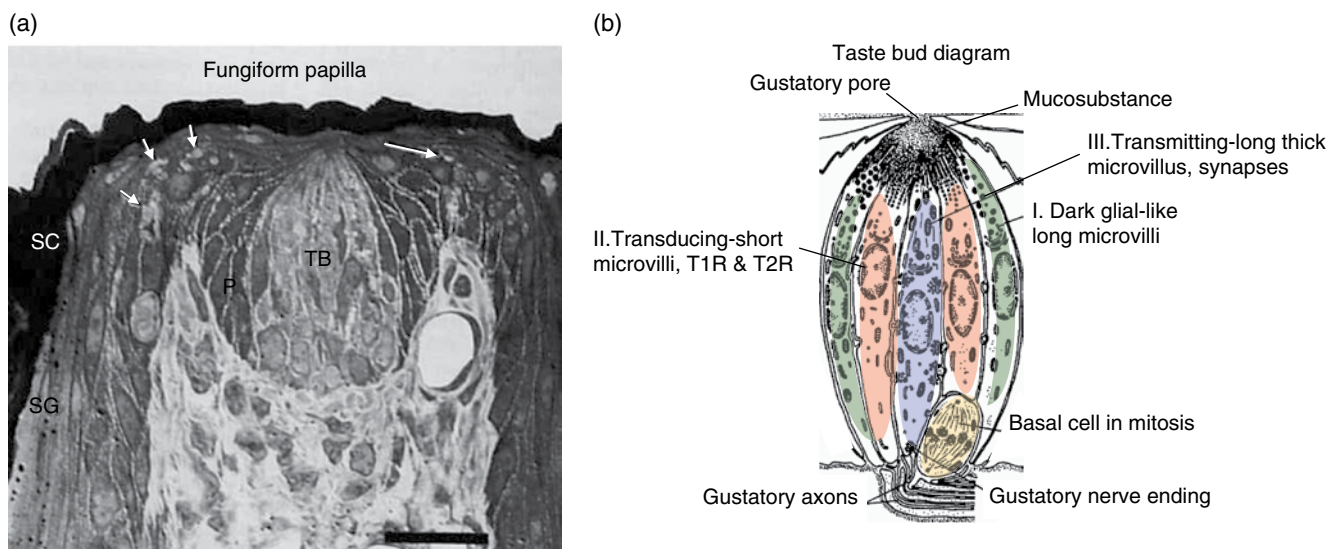 (a)
Fungiform papilla
SC
TB
P
SG
(b)
Taste bud diagram
Gustatory pore
Mucosubstance
III.Transmitting-long thick
microvillus, synapses
I. Dark glial-like
long microvilli
II.Transducing-short
microvilli, T1R & T2R
Basal cell in mitosis
Gustatory axons
Gustatory nerve ending